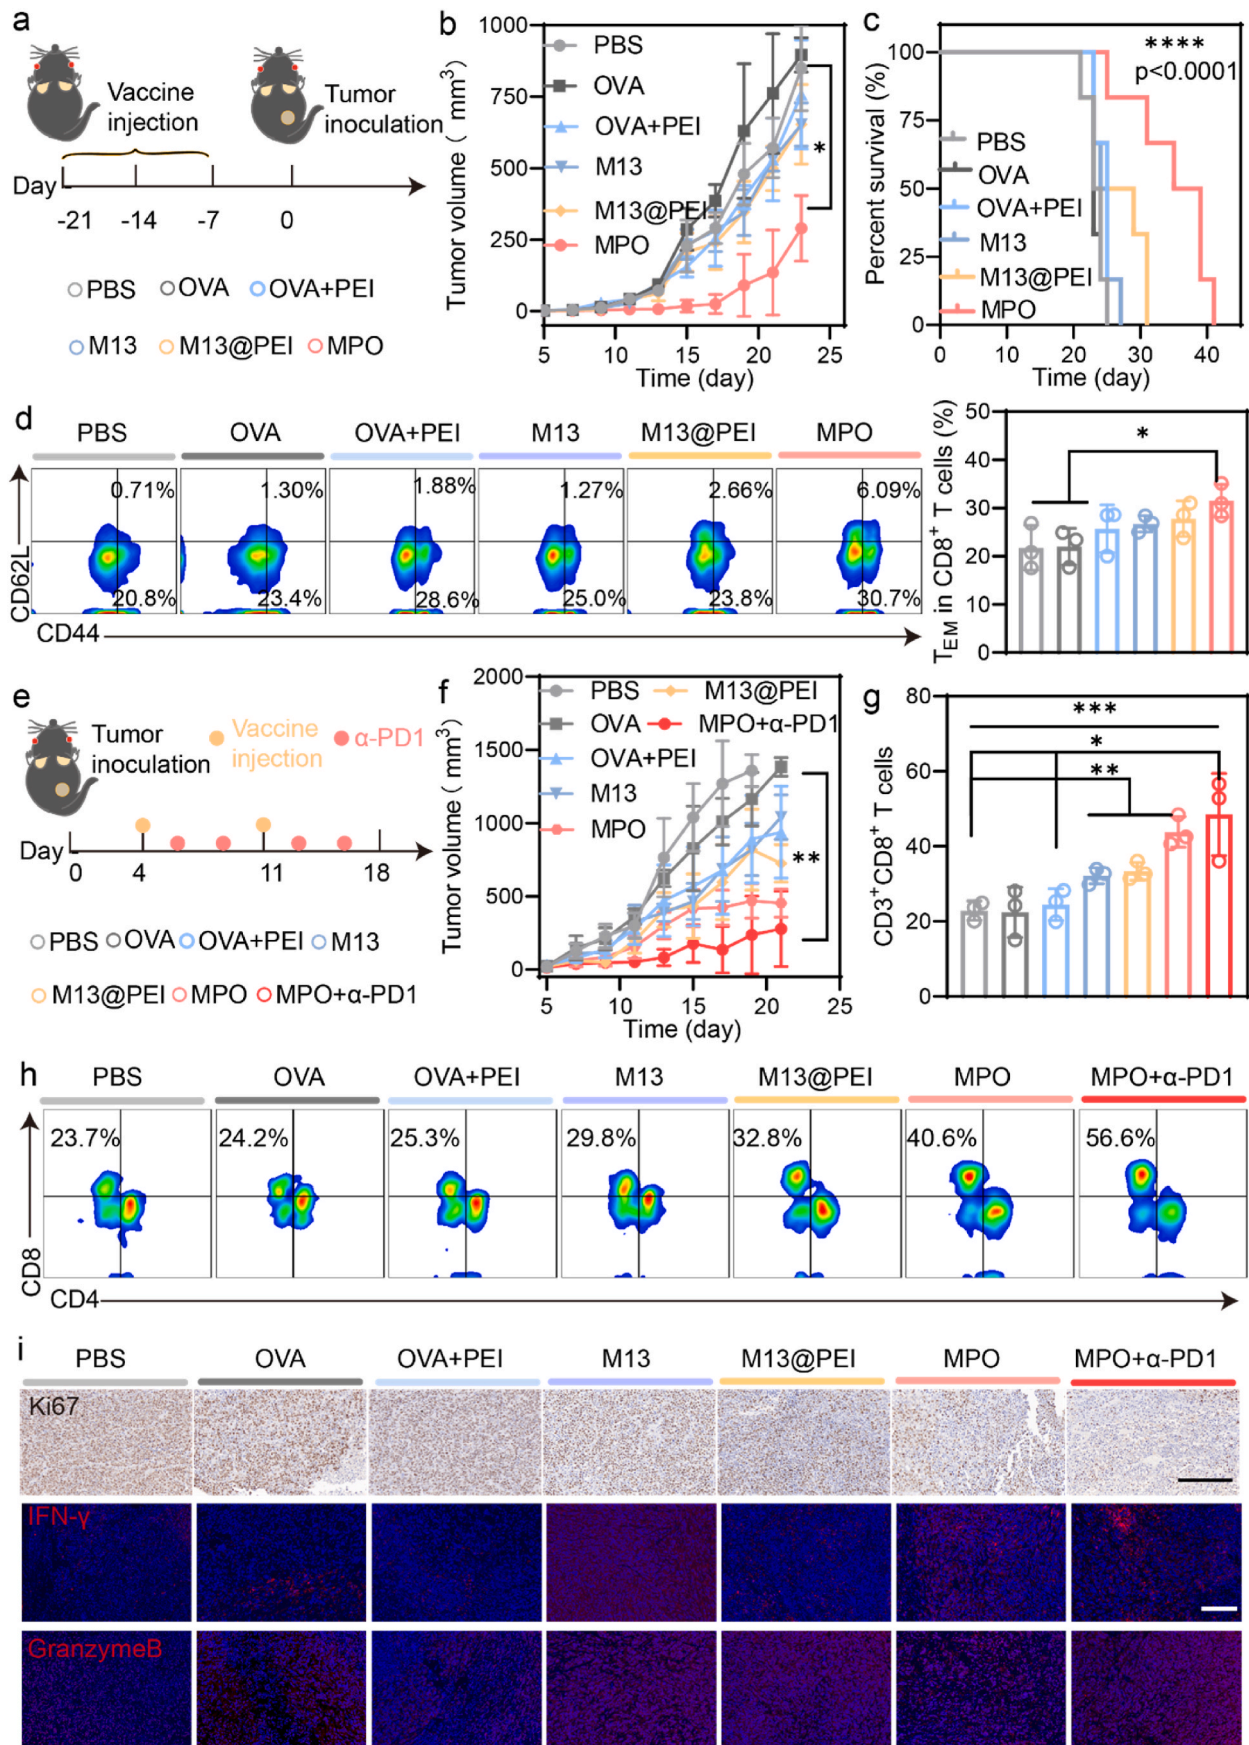 a
Vaccine
injection
Tumor
inoculation
Day
-21
-14
-7
0
PBS
OVA
OVA+PEI
M13
M13@PEI
MPO
b
Tumor volume ( mm³)
1000
750
500
250
0
PBS
OVA
OVA+PEI
M13
M13@PEI
MPO
*
5
10
15
20
25
Time (day)
c
Percent survival (%)
100
75
50
25
0
****
p<0.0001
PBS
OVA
OVA+PEI
M13
M13@PEI
MPO
0
10
20
30
40
Time (day)
d
PBS
OVA
OVA+PEI
M13
M13@PEI
MPO
0.71%
1.30%
1.88%
1.27%
2.66%
6.09%
20.8%
23.4%
28.6%
25.0%
23.8%
30.7%
CD62L
CD44
TEM in CD8⁺ T cells (%)
50
40
30
20
10
0
*
e
Tumor
inoculation
Vaccine
injection
α-PD1
Day
0
4
11
18
PBS
OVA
OVA+PEI
M13
M13@PEI
MPO
MPO+α-PD1
f
Tumor volume ( mm³)
2000
1500
1000
500
0
PBS
M13@PEI
OVA
MPO+α-PD1
OVA+PEI
M13
MPO
**
5
10
15
20
25
Time (day)
g
CD3⁺CD8⁺ T cells
80
60
40
20
0
***
*
**
h
PBS
OVA
OVA+PEI
M13
M13@PEI
MPO
MPO+α-PD1
23.7%
24.2%
25.3%
29.8%
32.8%
40.6%
56.6%
CD8
CD4
i
PBS
OVA
OVA+PEI
M13
M13@PEI
MPO
MPO+α-PD1
Ki67
IFN-γ
GranzymeB